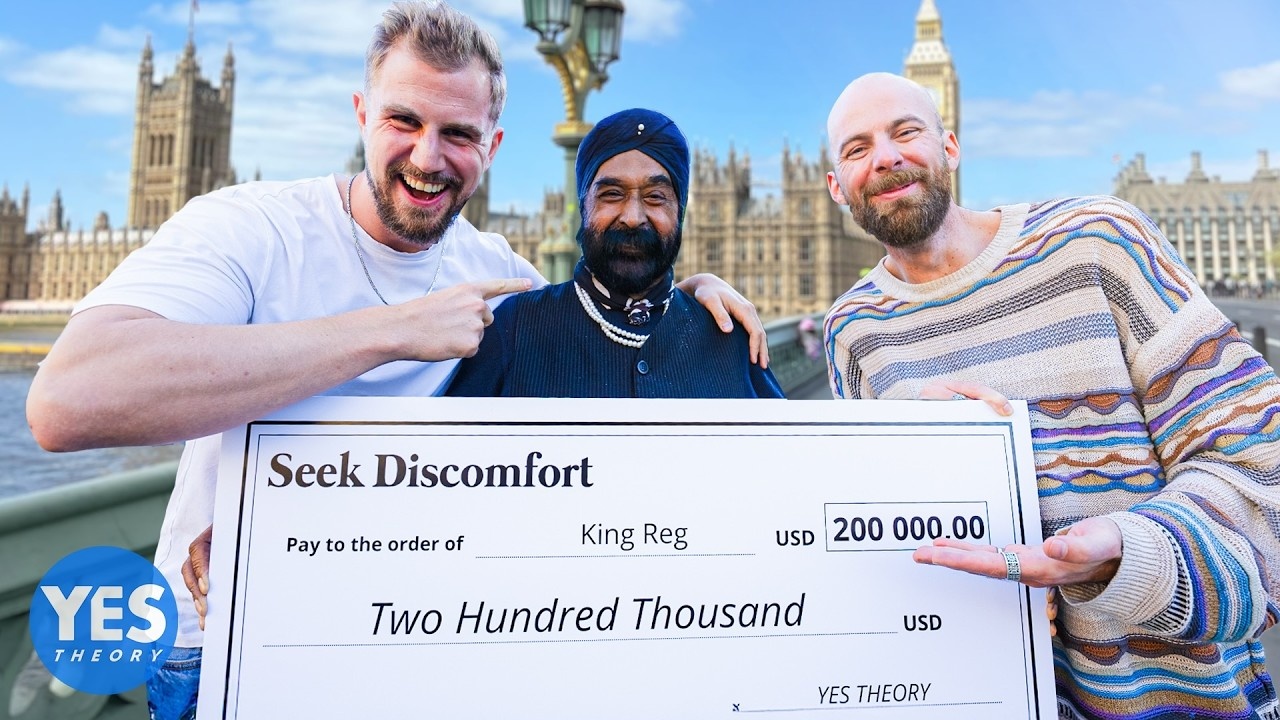 Seek Discomfort
Pay to the order of King Reg USD 200 000.00
Two Hundred Thousand USD
YES THEORY
YES
THEORY